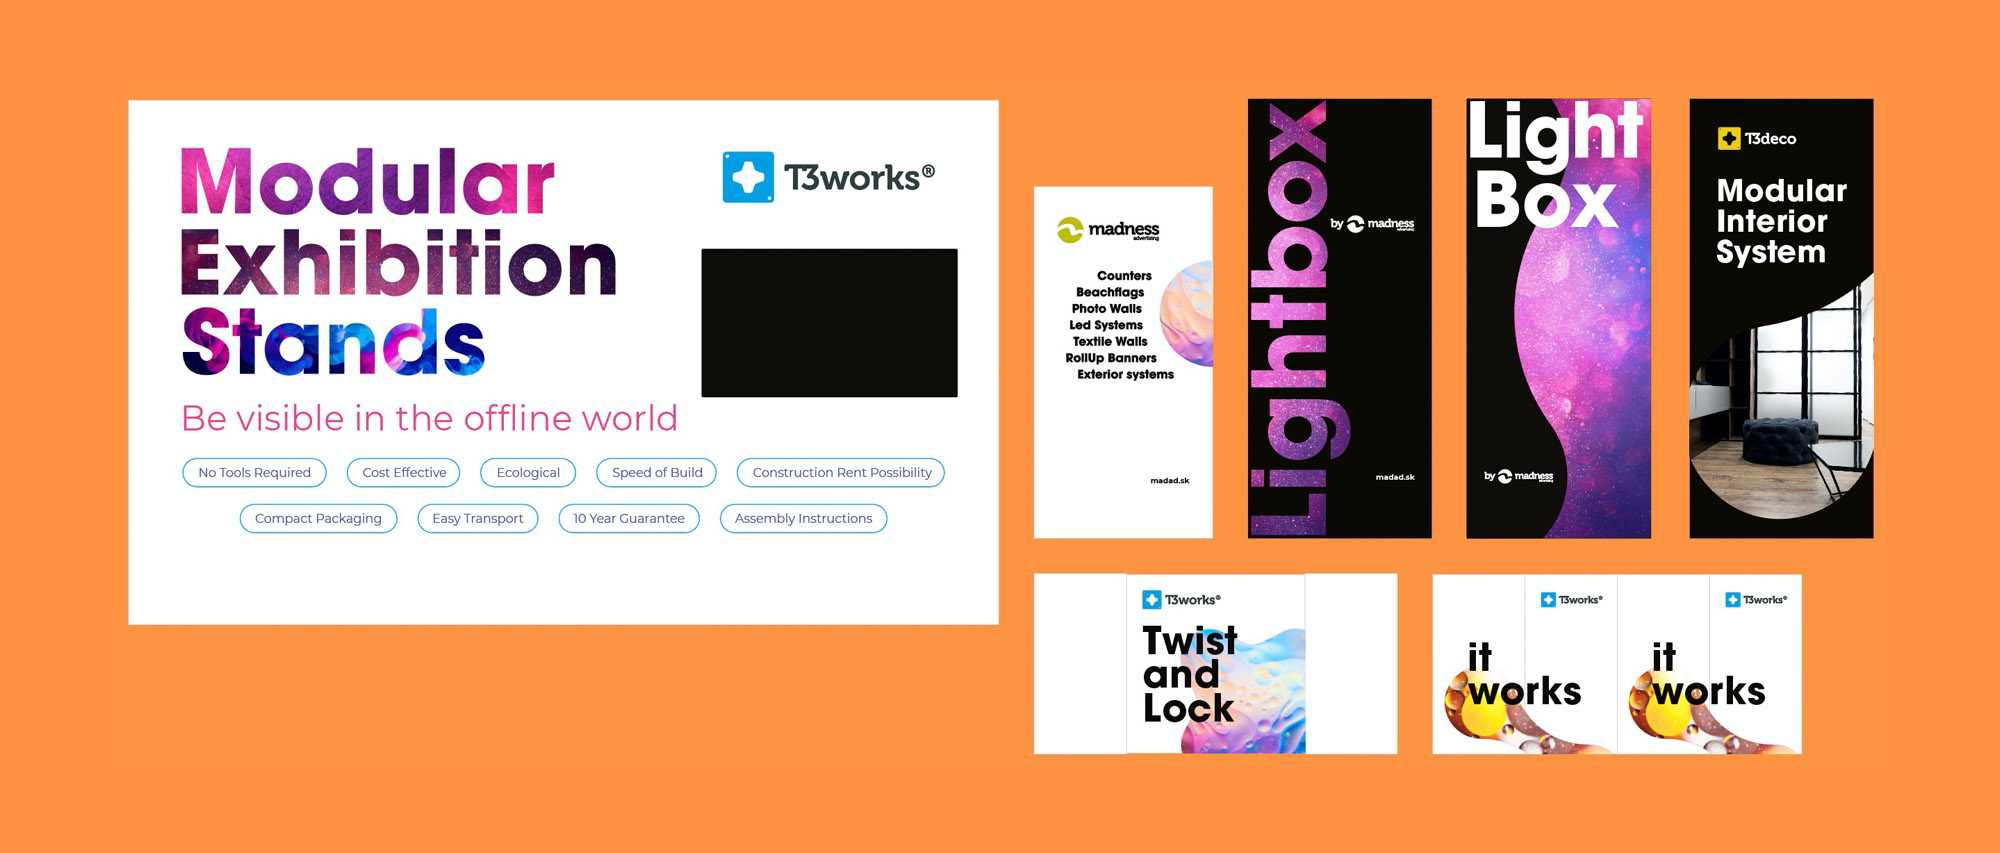 Modular
Exhibition
Stands
T3works®
Be visible in the offline world
No Tools Required
Cost Effective
Ecological
Speed of Build
Construction Rent Possibility
Compact Packaging
Easy Transport
10 Year Guarantee
Assembly Instructions
madness
advertising
Counters
Beachflags
Photo Walls
Led Systems
Textile Walls
RollUp Banners
Exterior systems
madad.sk
Lightbox
by madness
advertising
madad.sk
Light
Box
by madness
advertising
T3deco
Modular
Interior
System
T3works®
Twist
and
Lock
T3works®
it
works
T3works®
it
works